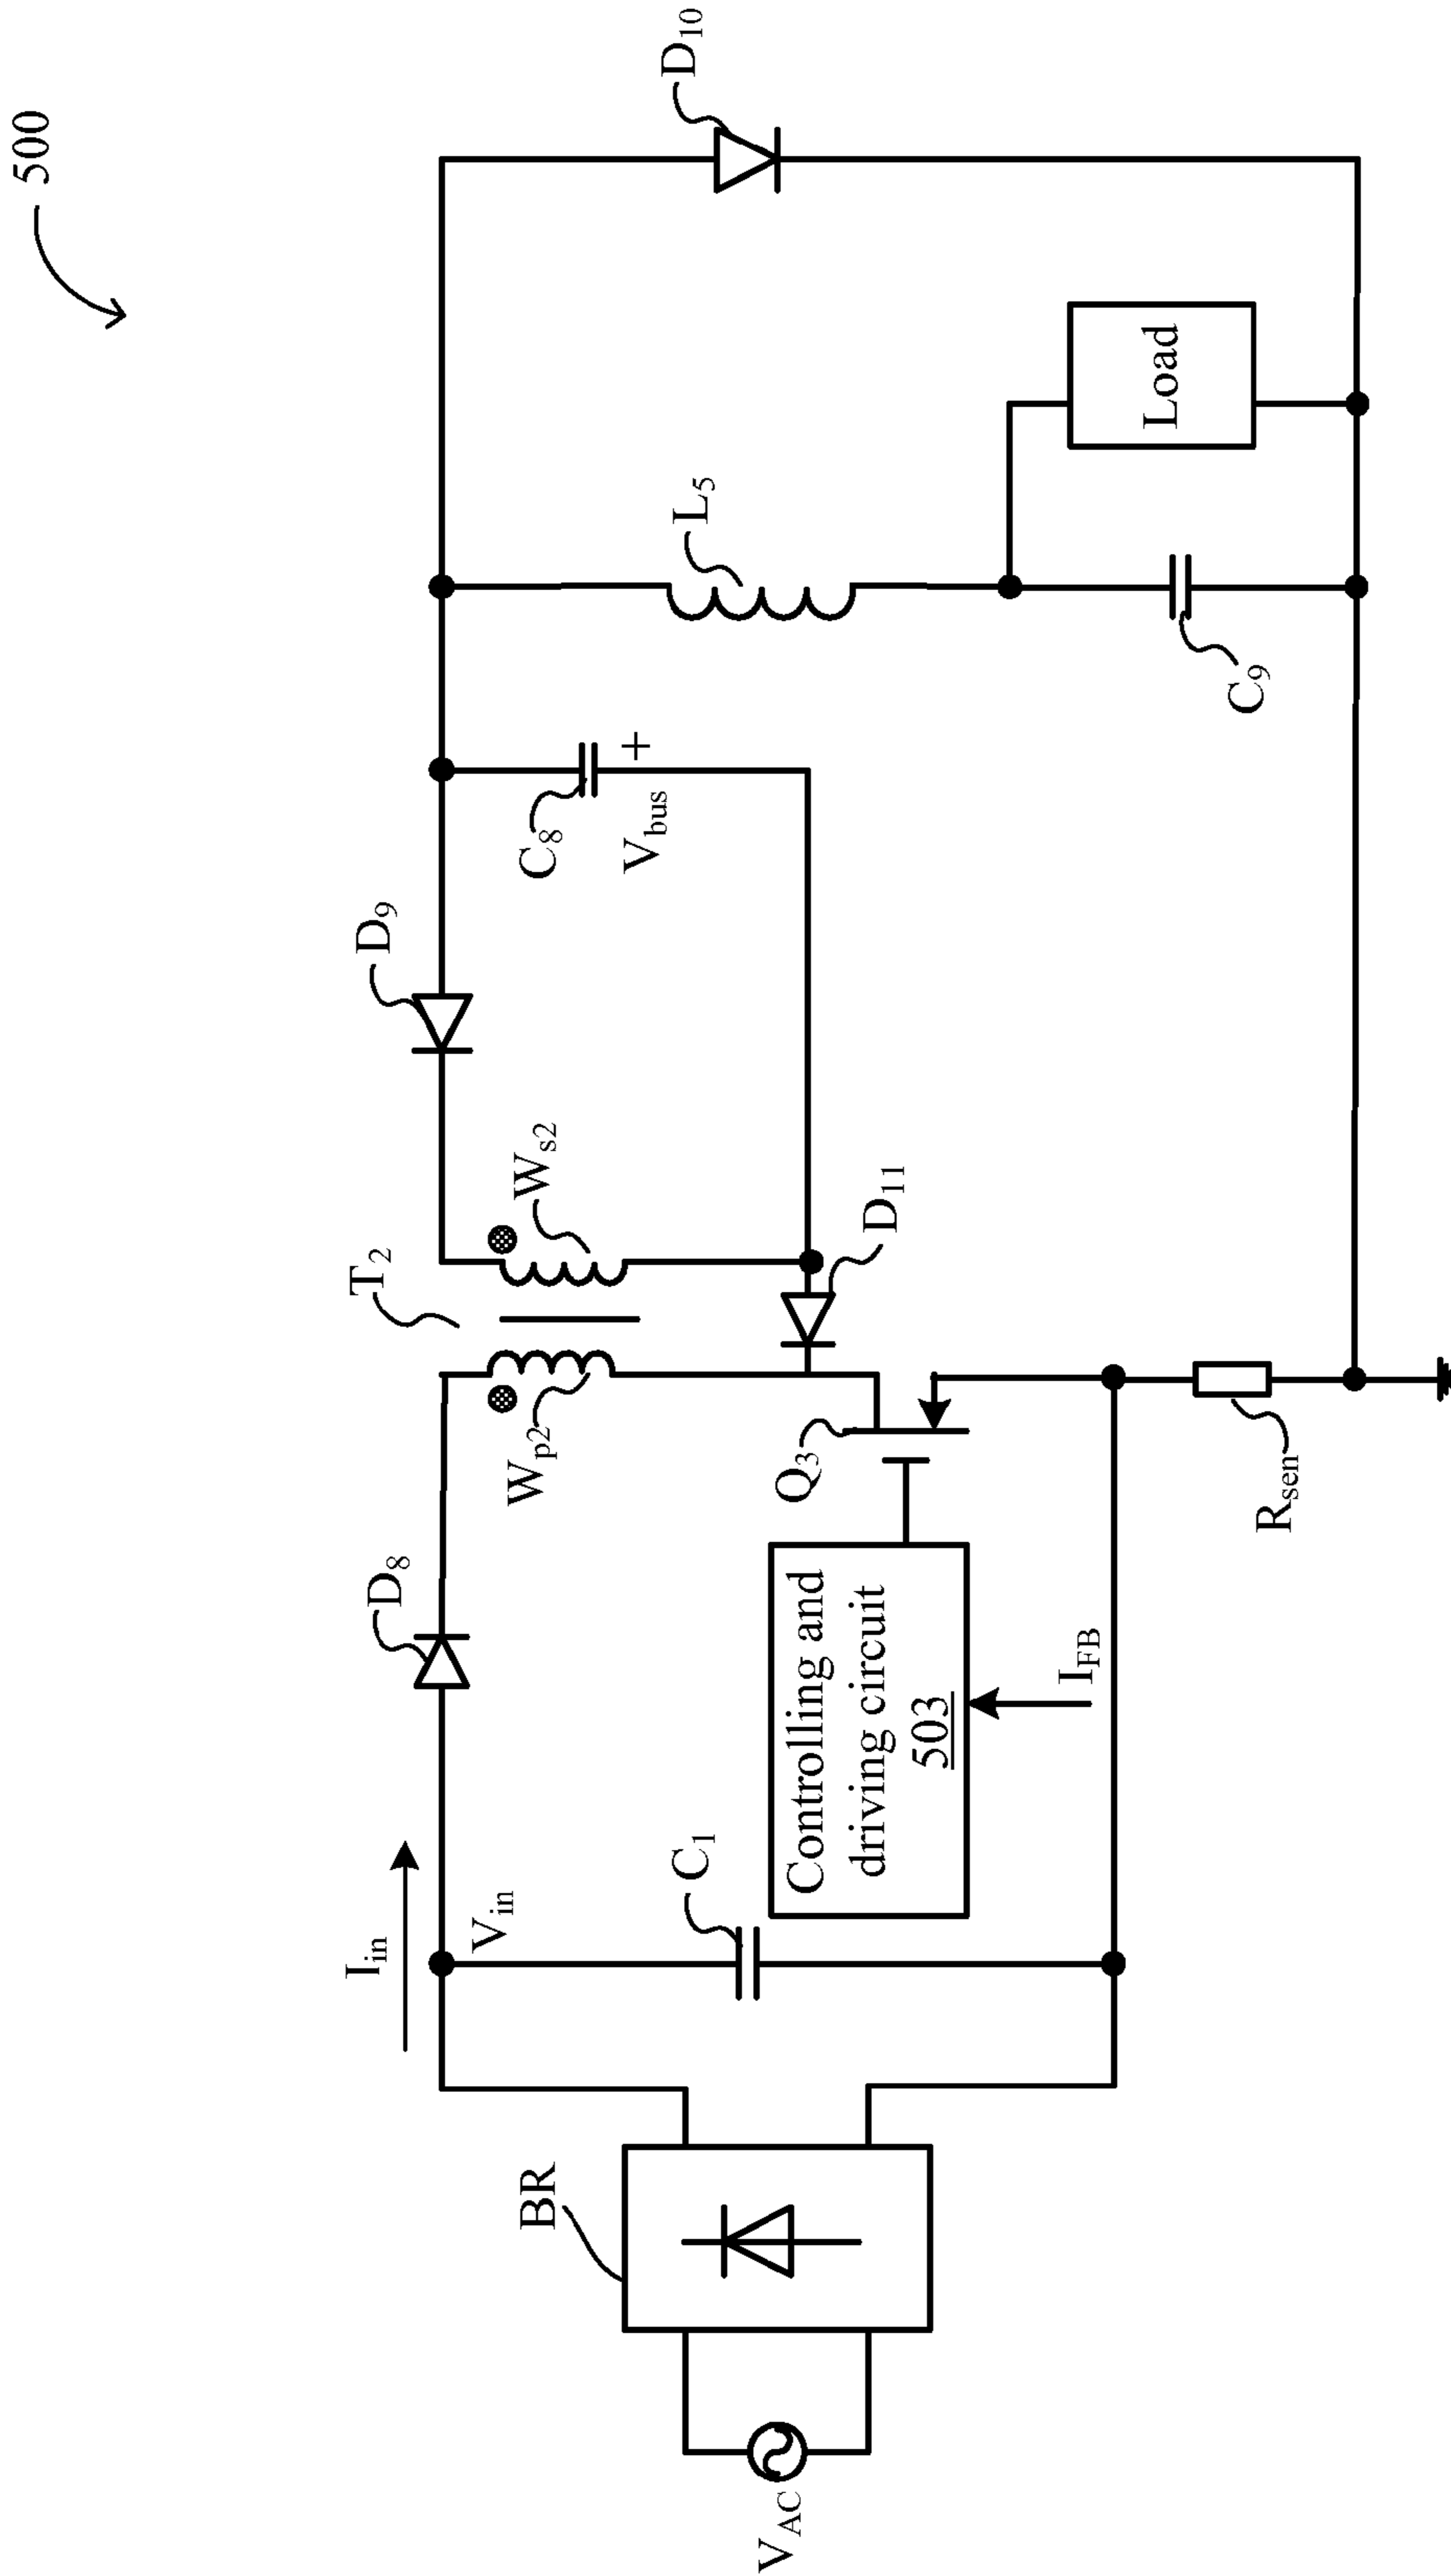 500
D10
D9
T2
D8
Iin
Vin
BR
VAC
C1
Controlling and
driving circuit
503
IFB
Q3
Wp2
Ws2
D11
Rsen
C8
+
Vbus
L5
C9
Load